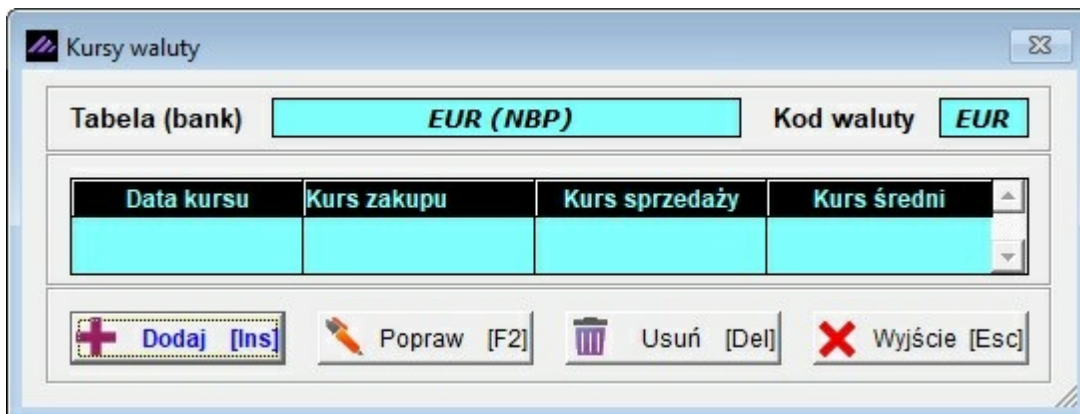 Kursy waluty
Tabela (bank) EUR (NBP) Kod waluty EUR
Data kursu Kurs zakupu Kurs sprzedaży Kurs średni
Dodaj [Ins] Popraw [F2] Usuń [Del] Wyjście [Esc]